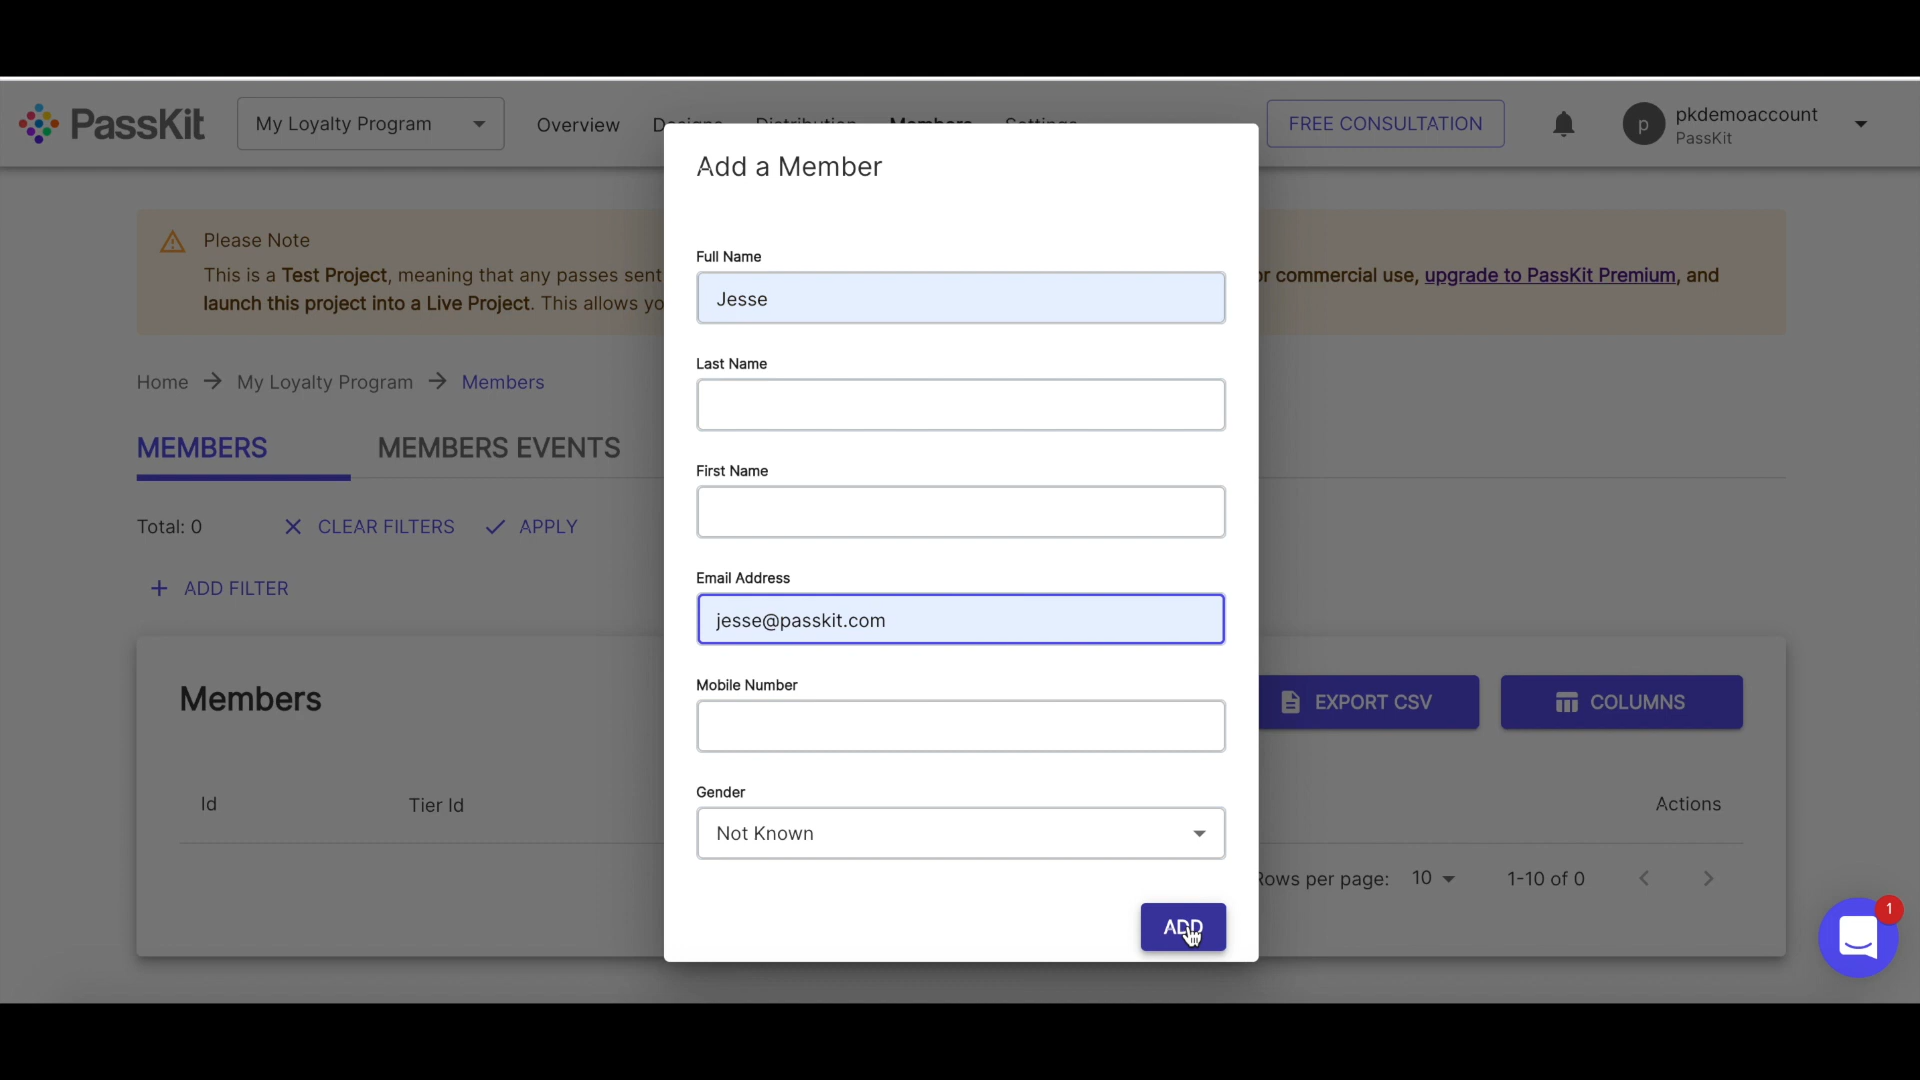 PassKit
My Loyalty Program
Overview
FREE CONSULTATION
p
pkdemoaccount
PassKit
Please Note
This is a Test Project, meaning that any passes sent
or commercial use, upgrade to PassKit Premium, and
launch this project into a Live Project. This allows yo
Home → My Loyalty Program → Members
MEMBERS
MEMBERS EVENTS
Total: 0
CLEAR FILTERS
APPLY
+ ADD FILTER
Members
EXPORT CSV
COLUMNS
Id
Tier Id
Actions
Rows per page: 10
1-10 of 0
1
Add a Member
Full Name
Jesse
Last Name
First Name
Email Address
jesse@passkit.com
Mobile Number
Gender
Not Known
ADD